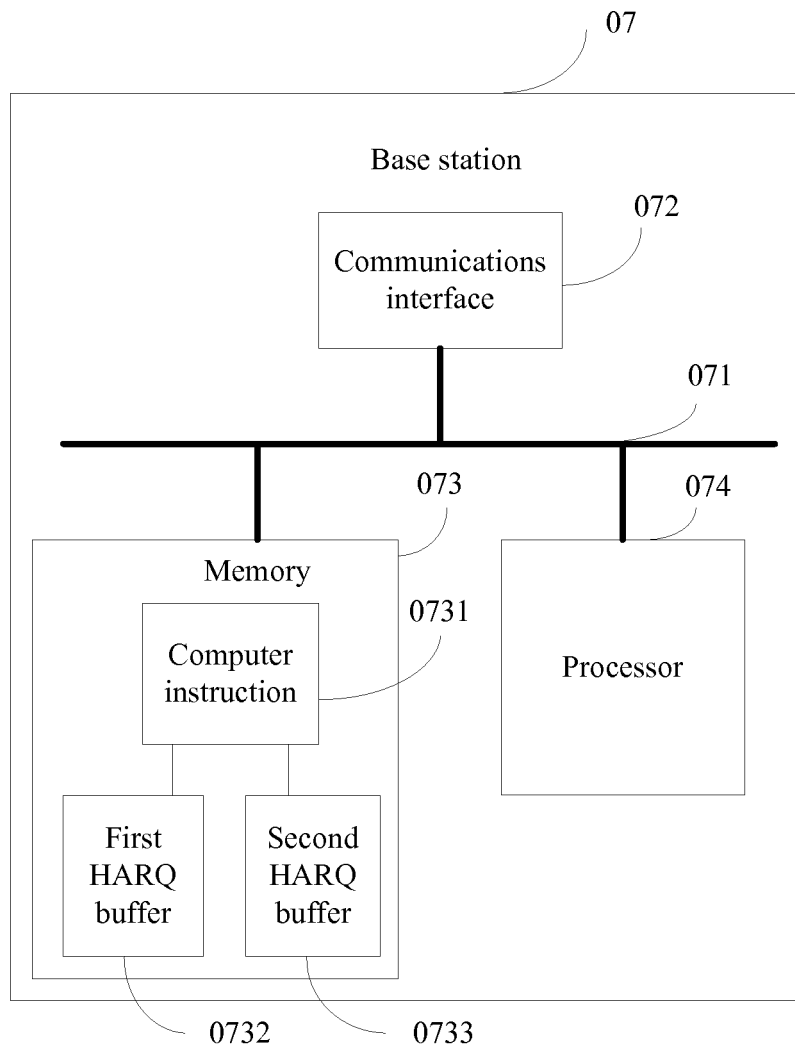 07
Base station
072
Communications
interface
071
073
074
Memory
0731
Computer
instruction
Processor
First
HARQ
buffer
Second
HARQ
buffer
0732
0733